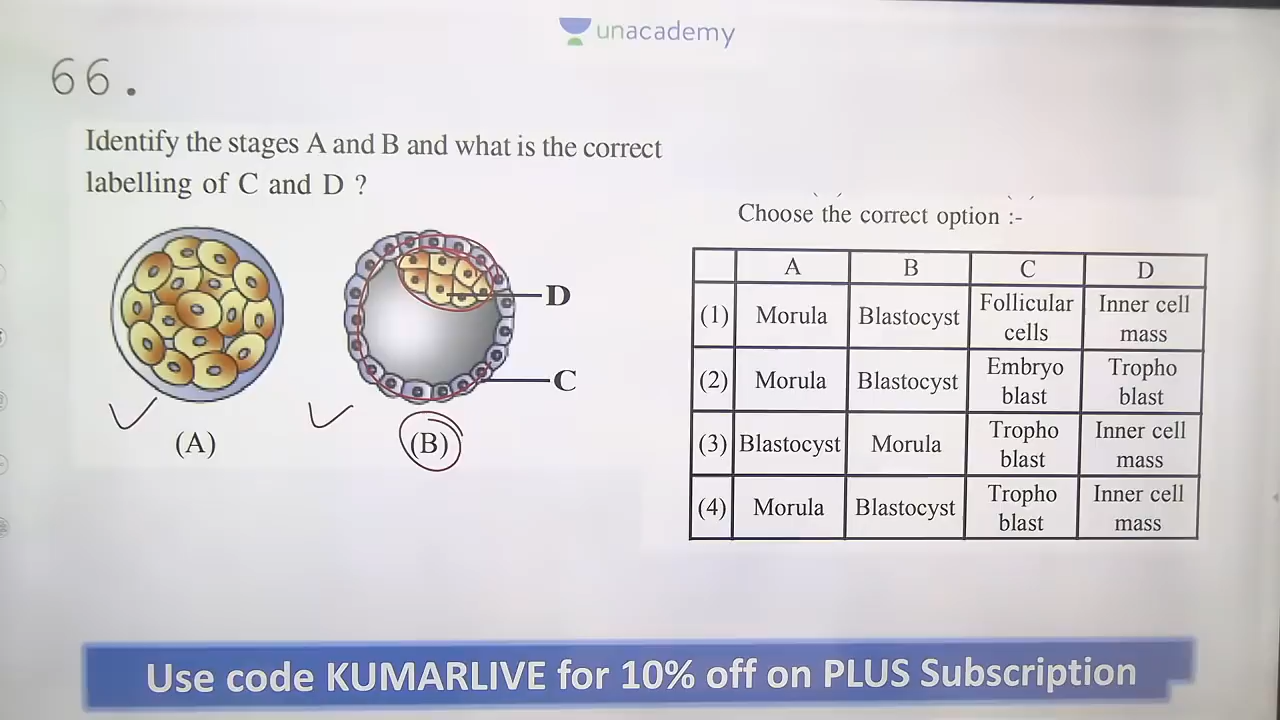 unacademy
66.
Identify the stages A and B and what is the correct
labelling of C and D ?
Choose the correct option :-
D
C
(A)
(B)
A B C D
(1) Morula Blastocyst Follicular cells Inner cell mass
(2) Morula Blastocyst Embryo blast Tropho blast
(3) Blastocyst Morula Tropho blast Inner cell mass
(4) Morula Blastocyst Tropho blast Inner cell mass
Use code KUMARLIVE for 10% off on PLUS Subscription